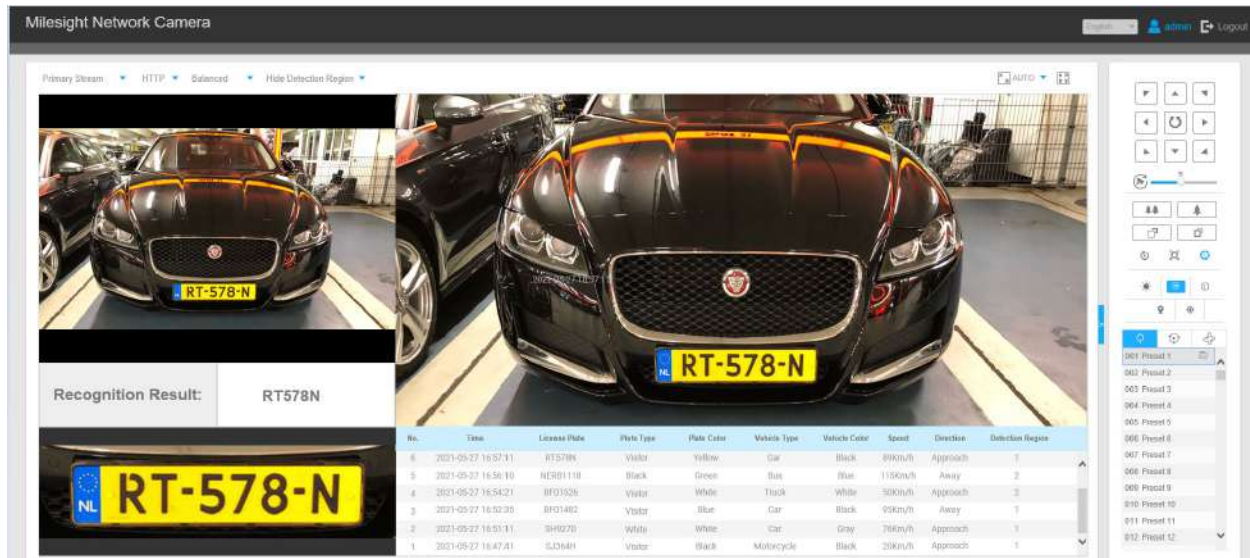 Milesight Network Camera
English admin Logout
Primary Stream HTTP Balanced Hide Detection Region AUTO
RT-578-N
NL RT-578-N
Recognition Result: RT578N
NL RT-578-N
No. Time License Plate Plate Type Plate Color Vehicle Type Vehicle Color Speed Direction Detection Region
6 2021-05-27 16:57:11 RT578N Visitor Yellow Car Black 89Km/h Approach 1
5 2021-05-27 16:56:10 Black Green Bus Blue 115Km/h Away 2
4 2021-05-27 16:54:21 BFO1526 Visitor White Truck White 50Km/h Approach 3
3 2021-05-27 16:52:35 BFO1482 Visitor Blue Car Black 95Km/h Away 1
2 2021-05-27 16:51:11 SH9270 White White Car Gray 76Km/h Approach 1
1 2021-05-27 16:47:41 SJ364H Visitor Black Motorcycle Black 20Km/h Approach 1
001 Preset 1
002 Preset 2
003 Preset 3
004 Preset 4
005 Preset 5
006 Preset 6
007 Preset 7
008 Preset 8
009 Preset 9
010 Preset 10
011 Preset 11
012 Preset 12